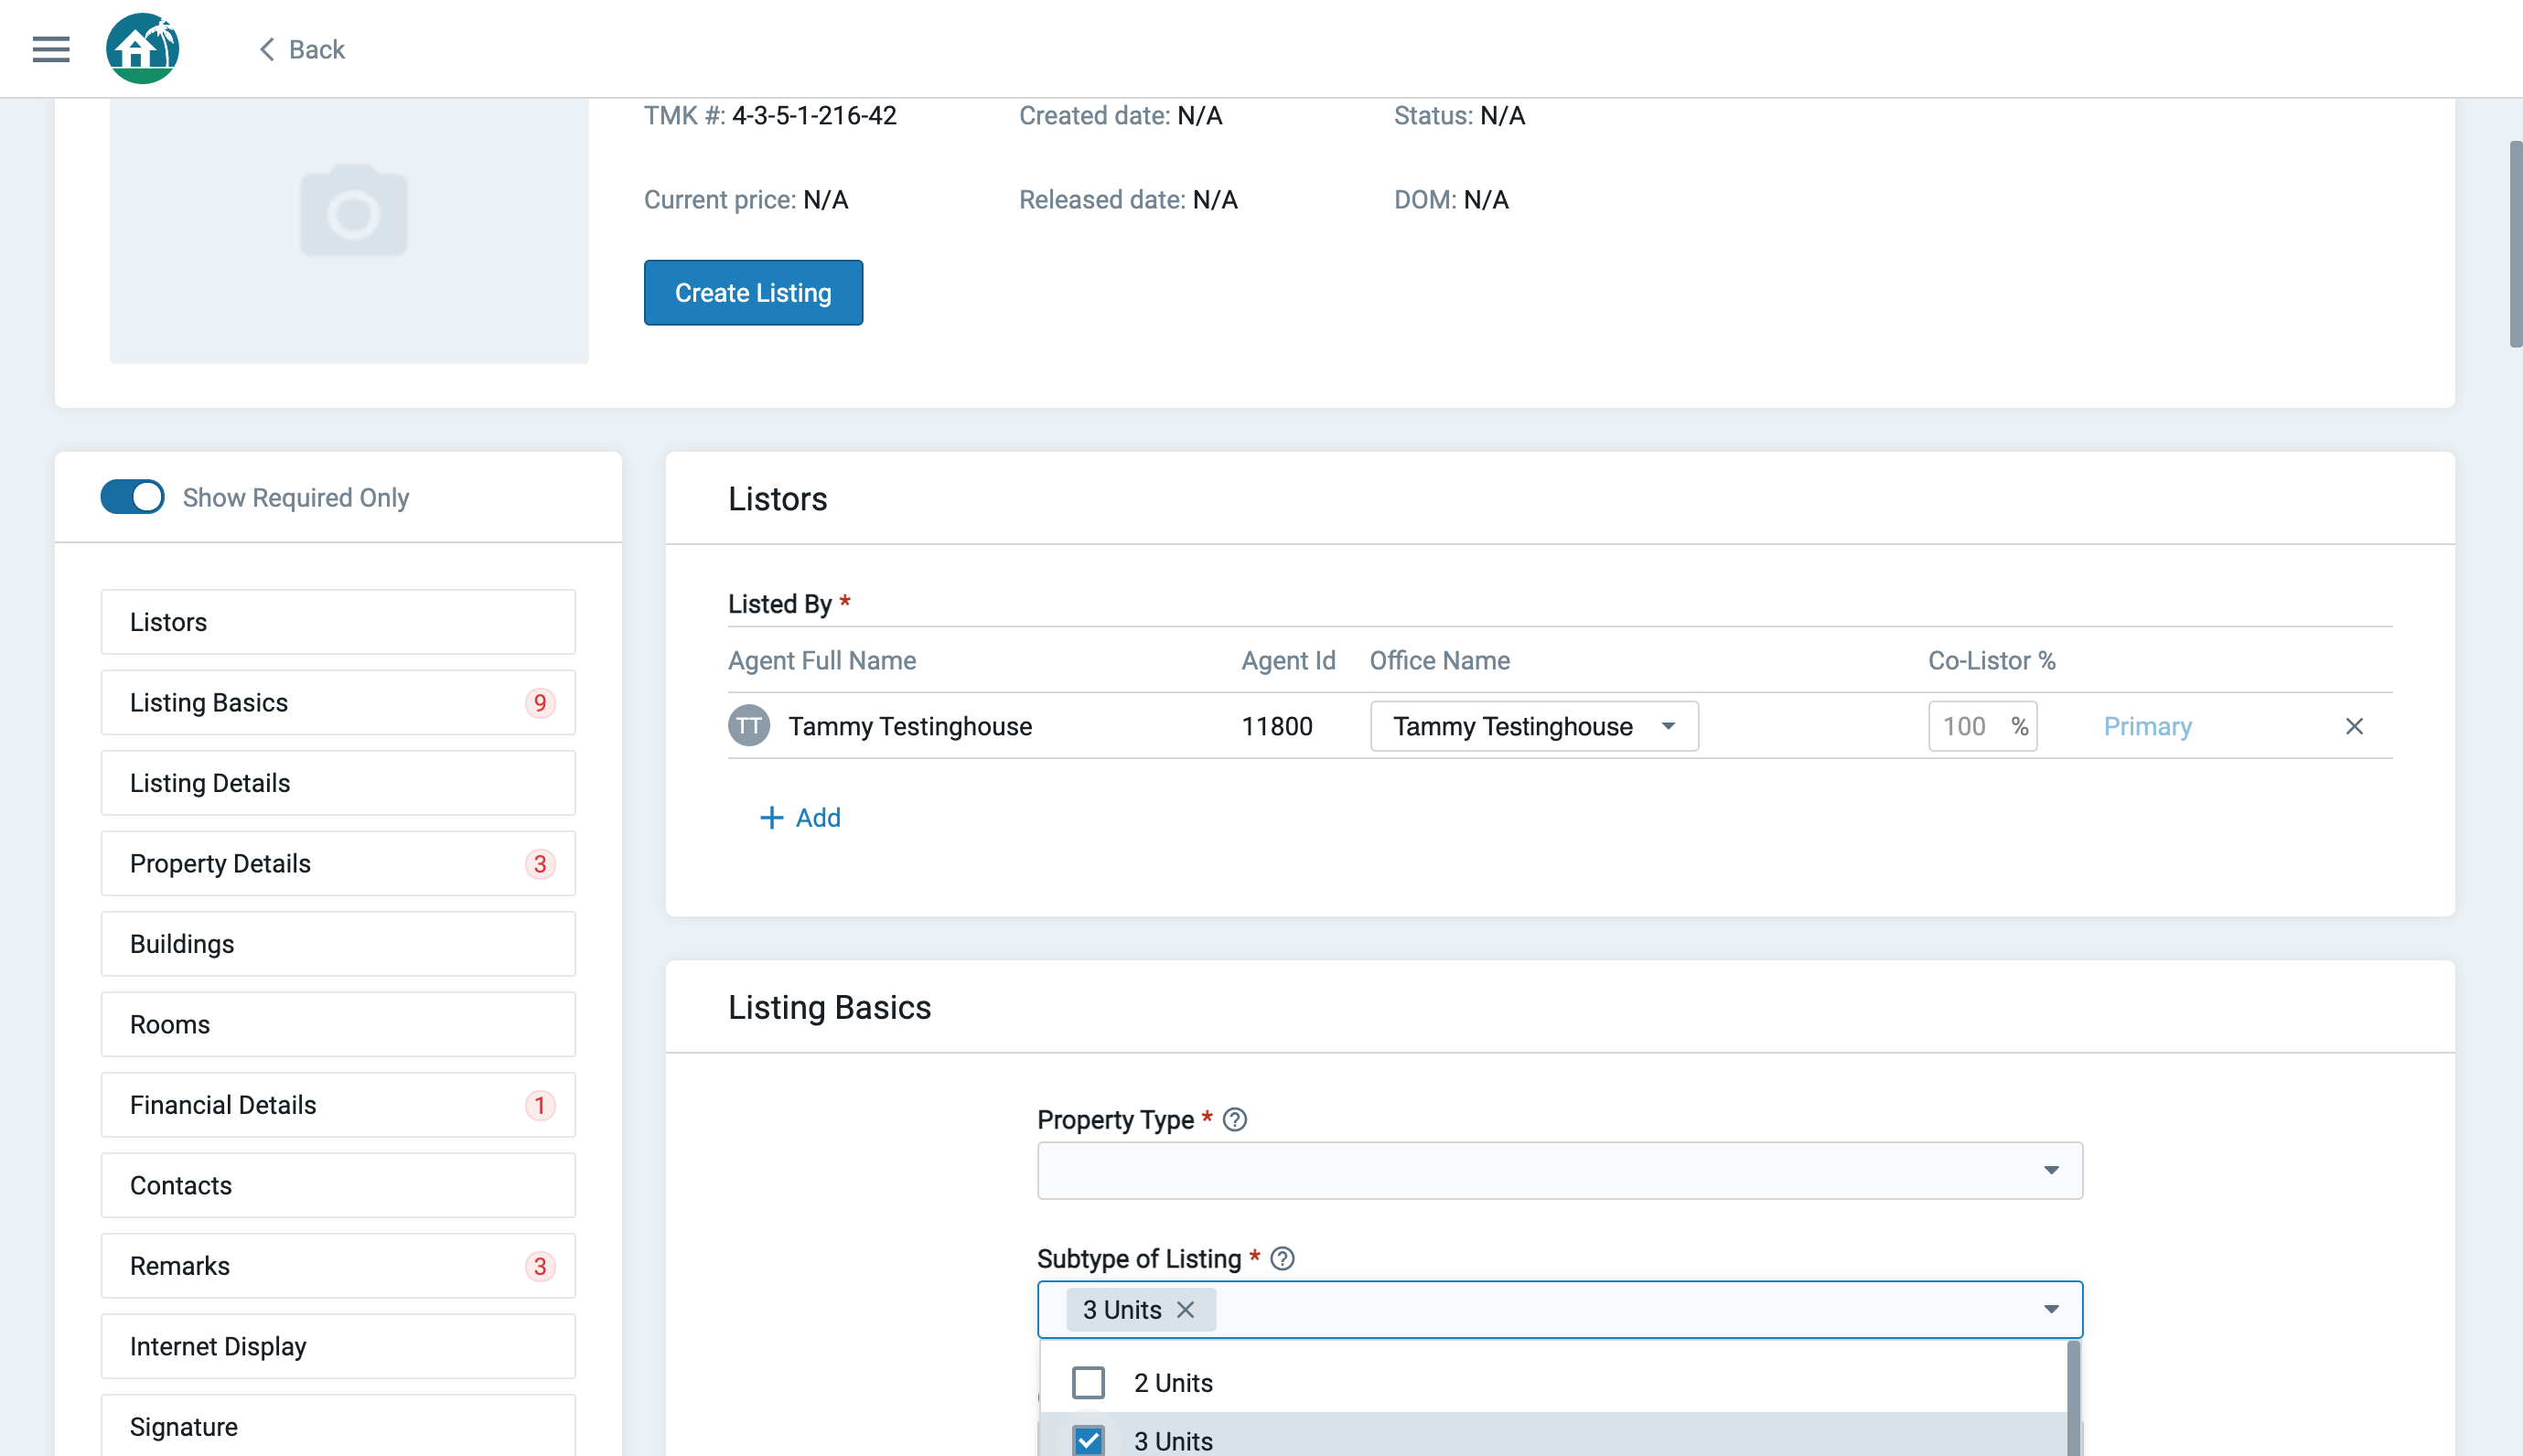 Back
TMK #: 4-3-5-1-216-42 Created date: N/A Status: N/A
Current price: N/A Released date: N/A DOM: N/A
Create Listing
Show Required Only
Listors
Listing Basics 9
Listing Details
Property Details 3
Buildings
Rooms
Financial Details 1
Contacts
Remarks 3
Internet Display
Signature
Listors
Listed By *
Agent Full Name Agent Id Office Name Co-Listor %
TT Tammy Testinghouse 11800 Tammy Testinghouse 100 % Primary
+ Add
Listing Basics
Property Type *
Subtype of Listing *
3 Units
2 Units
3 Units